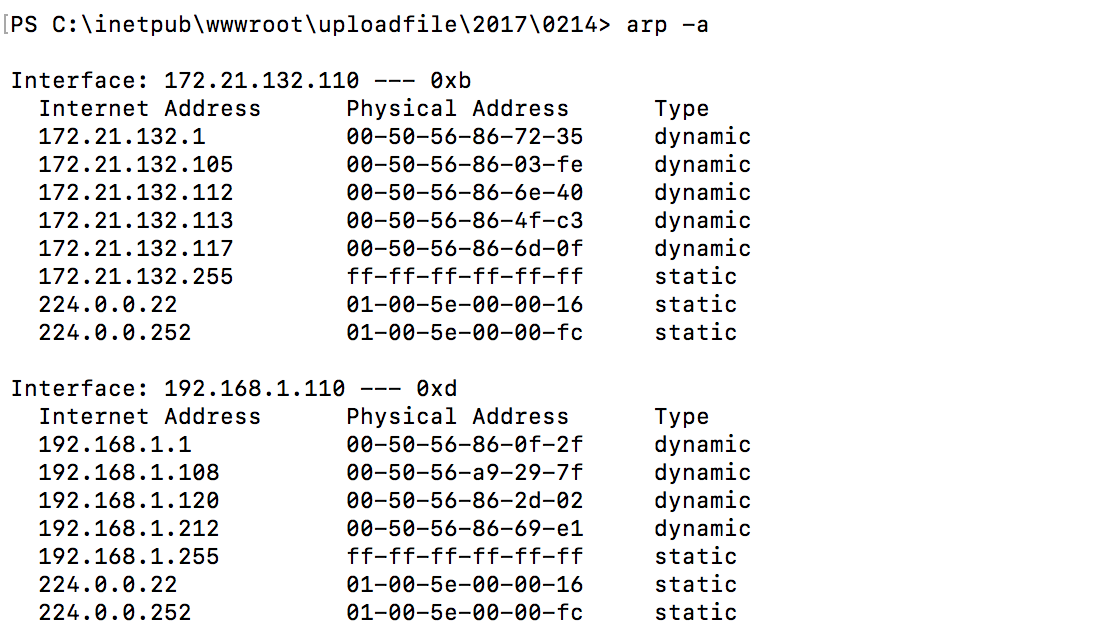 [PS C:\inetpub\wwwroot\uploadfile\2017\0214> arp -a
Interface: 172.21.132.110 --- 0xb
Internet Address Physical Address Type
172.21.132.1 00-50-56-86-72-35 dynamic
172.21.132.105 00-50-56-86-03-fe dynamic
172.21.132.112 00-50-56-86-6e-40 dynamic
172.21.132.113 00-50-56-86-4f-c3 dynamic
172.21.132.117 00-50-56-86-6d-0f dynamic
172.21.132.255 ff-ff-ff-ff-ff-ff static
224.0.0.22 01-00-5e-00-00-16 static
224.0.0.252 01-00-5e-00-00-fc static
Interface: 192.168.1.110 --- 0xd
Internet Address Physical Address Type
192.168.1.1 00-50-56-86-0f-2f dynamic
192.168.1.108 00-50-56-a9-29-7f dynamic
192.168.1.120 00-50-56-86-2d-02 dynamic
192.168.1.212 00-50-56-86-69-e1 dynamic
192.168.1.255 ff-ff-ff-ff-ff-ff static
224.0.0.22 01-00-5e-00-00-16 static
224.0.0.252 01-00-5e-00-00-fc static